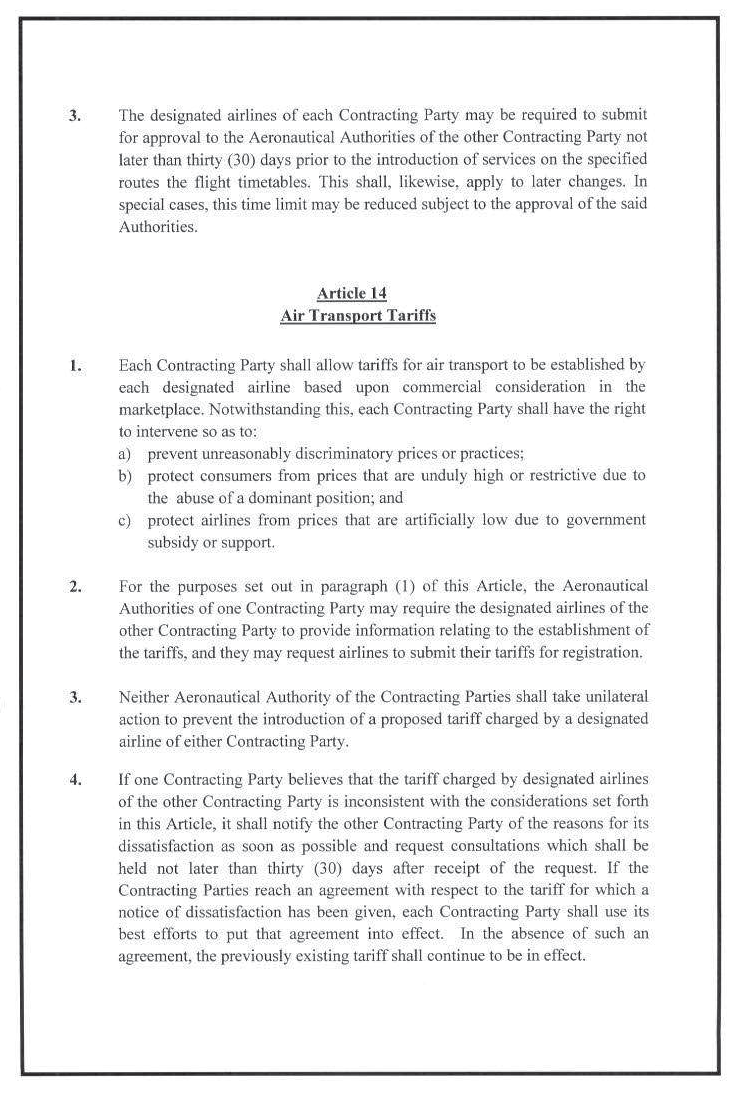 3. The designated airlines of each Contracting Party may be required to submit
for approval to the Aeronautical Authorities of the other Contracting Party not
later than thirty (30) days prior to the introduction of services on the specified
routes the flight timetables. This shall, likewise, apply to later changes. In
special cases, this time limit may be reduced subject to the approval of the said
Authorities.
Article 14
Air Transport Tariffs
1. Each Contracting Party shall allow tariffs for air transport to be established by
each designated airline based upon commercial consideration in the
marketplace. Notwithstanding this, each Contracting Party shall have the right
to intervene so as to:
a) prevent unreasonably discriminatory prices or practices;
b) protect consumers from prices that are unduly high or restrictive due to
the abuse of a dominant position; and
c) protect airlines from prices that are artificially low due to government
subsidy or support.
2. For the purposes set out in paragraph (1) of this Article, the Aeronautical
Authorities of one Contracting Party may require the designated airlines of the
other Contracting Party to provide information relating to the establishment of
the tariffs, and they may request airlines to submit their tariffs for registration.
3. Neither Aeronautical Authority of the Contracting Parties shall take unilateral
action to prevent the introduction of a proposed tariff charged by a designated
airline of either Contracting Party.
4. If one Contracting Party believes that the tariff charged by designated airlines
of the other Contracting Party is inconsistent with the considerations set forth
in this Article, it shall notify the other Contracting Party of the reasons for its
dissatisfaction as soon as possible and request consultations which shall be
held not later than thirty (30) days after receipt of the request. If the
Contracting Parties reach an agreement with respect to the tariff for which a
notice of dissatisfaction has been given, each Contracting Party shall use its
best efforts to put that agreement into effect. In the absence of such an
agreement, the previously existing tariff shall continue to be in effect.